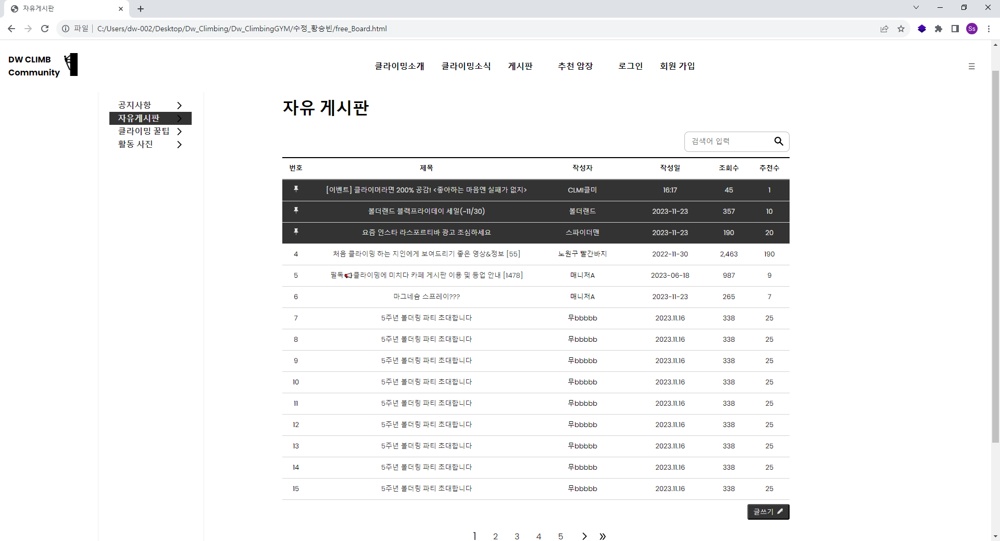 자유게시판
파일 C:/Users/dw-002/Desktop/Dw_Climbing/Dw_ClimbingGYM/수정_황승빈/free_Board.html
Ss
DW CLIMB
Community
클라이밍소개 클라이밍소식 게시판 추천 암장 로그인 회원 가입
공지사항
자유게시판
클라이밍 꿀팁
활동 사진
자유 게시판
검색어 입력
번호 제목 작성자 작성일 조회수 추천수
[이벤트] 클라이머라면 200% 공감! <좋아하는 마음엔 실패가 없지> CLMI클미 16:17 45 1
볼더랜드 블랙프라이데이 세일(~11/30) 볼더랜드 2023-11-23 357 10
요즘 인스타 라스포르티바 광고 조심하세요 스파이더맨 2023-11-23 190 20
4 처음 클라이밍 하는 지인에게 보여드리기 좋은 영상&정보 [55] 노원구 빨간바지 2022-11-30 2,463 190
5 필독📢클라이밍에 미치다 카페 게시판 이용 및 등업 안내 [1478] 매니저A 2023-06-18 987 9
6 마그네슘 스프레이??? 매니저A 2023-11-23 265 7
7 5주년 볼더링 파티 초대합니다 무bbbbb 2023.11.16 338 25
8 5주년 볼더링 파티 초대합니다 무bbbbb 2023.11.16 338 25
9 5주년 볼더링 파티 초대합니다 무bbbbb 2023.11.16 338 25
10 5주년 볼더링 파티 초대합니다 무bbbbb 2023.11.16 338 25
11 5주년 볼더링 파티 초대합니다 무bbbbb 2023.11.16 338 25
12 5주년 볼더링 파티 초대합니다 무bbbbb 2023.11.16 338 25
13 5주년 볼더링 파티 초대합니다 무bbbbb 2023.11.16 338 25
14 5주년 볼더링 파티 초대합니다 무bbbbb 2023.11.16 338 25
15 5주년 볼더링 파티 초대합니다 무bbbbb 2023.11.16 338 25
글쓰기
1 2 3 4 5